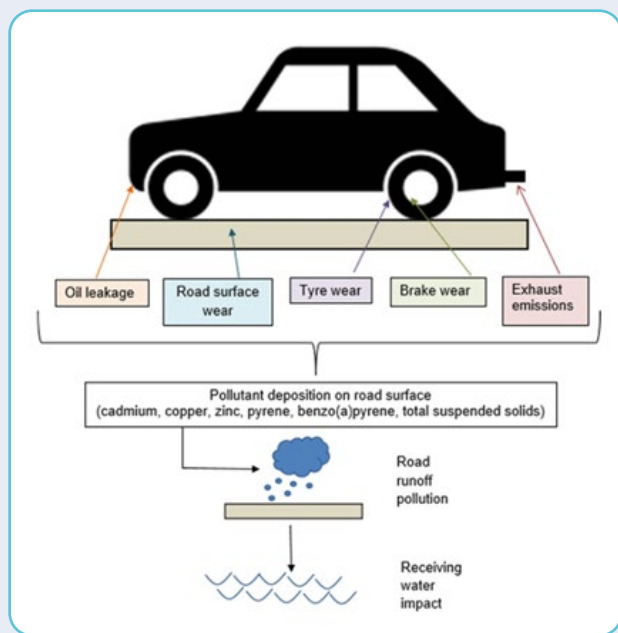 Oil leakage
Road surface
wear
Tyre wear
Brake wear
Exhaust
emissions
Pollutant deposition on road surface
(cadmium, copper, zinc, pyrene, benzo(a)pyrene, total suspended solids)
Road
runoff
pollution
Receiving
water
impact